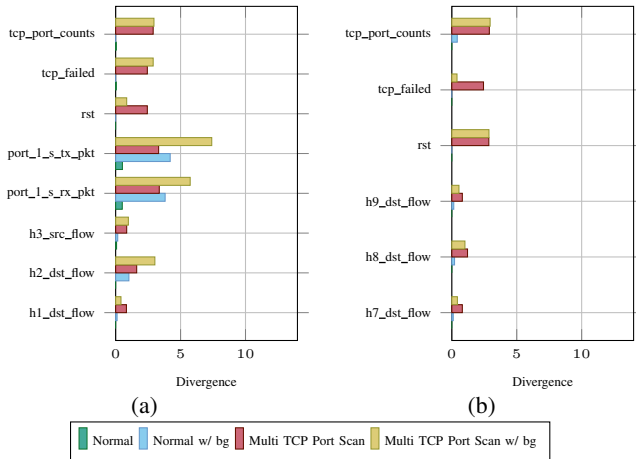 tcp_port_counts
tcp_failed
rst
port_1_s_tx_pkt
port_1_s_rx_pkt
h3_src_flow
h2_dst_flow
h1_dst_flow
0 5 10
Divergence
(a)
tcp_port_counts
tcp_failed
rst
h9_dst_flow
h8_dst_flow
h7_dst_flow
0 5 10
Divergence
(b)
Normal Normal w/ bg Multi TCP Port Scan Multi TCP Port Scan w/ bg